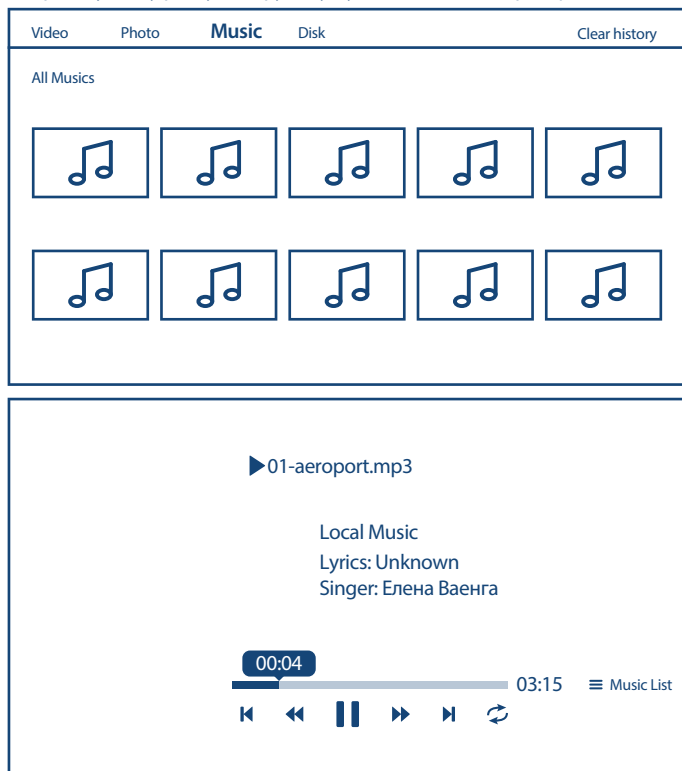 Video Photo Music Disk Clear history
All Musics
01-aeroport.mp3
Local Music
Lyrics: Unknown
Singer: Елена Ваенга
00:04
03:15 Music List